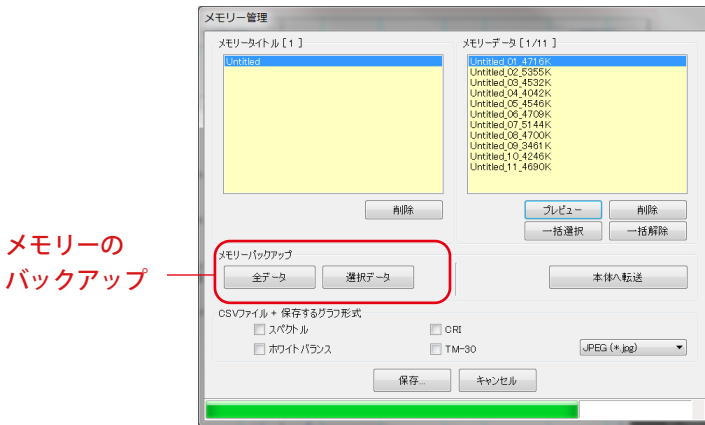 メモリー管理
メモリータイトル [ 1 ]
Untitled
削除
メモリーデータ [ 1/11 ]
Untitled_01_4716K
Untitled_02_5355K
Untitled_03_4532K
Untitled_04_4042K
Untitled_05_4546K
Untitled_06_4709K
Untitled_07_5144K
Untitled_08_4700K
Untitled_09_3461K
Untitled_10_4246K
Untitled_11_4690K
プレビュー
削除
一括選択
一括解除
メモリーの
バックアップ
メモリーバックアップ
全データ
選択データ
本体へ転送
CSVファイル + 保存するグラフ形式
スペクトル
CRI
ホワイトバランス
TM-30
JPEG (*.jpg)
保存...
キャンセル